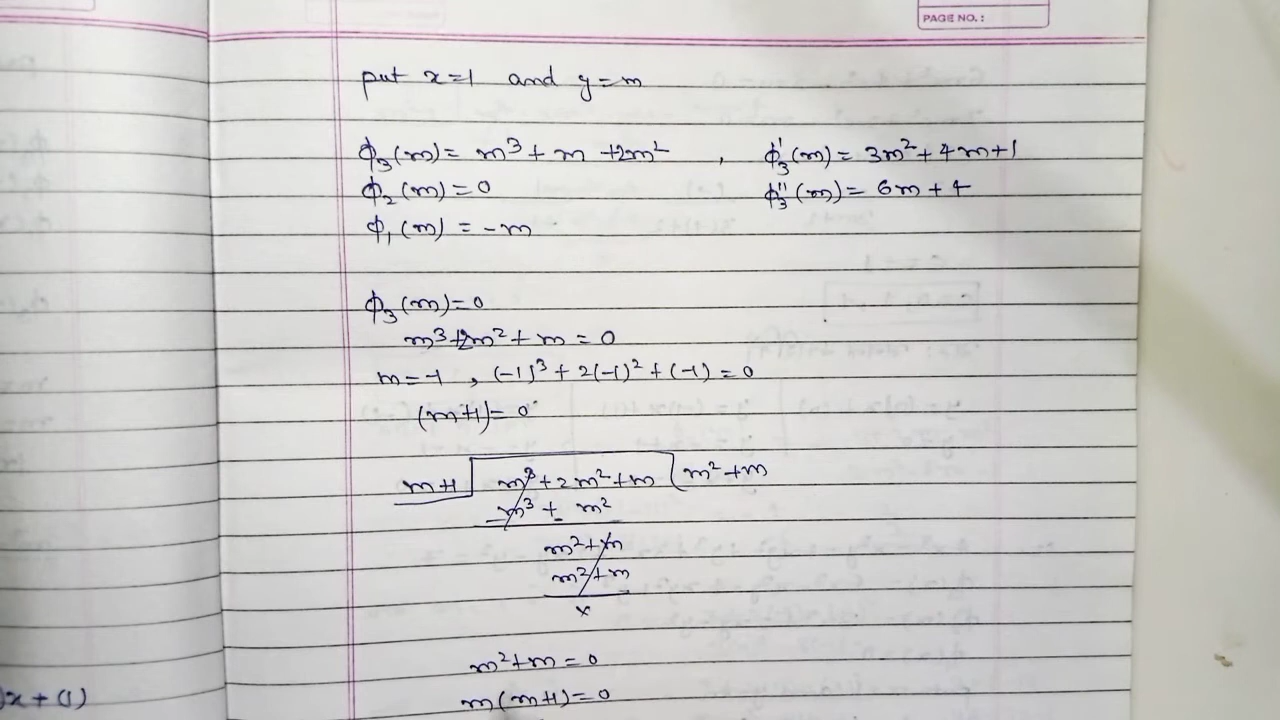 PAGE NO. :
put x=1 and y=m
ϕ₃(m) = m³ + m + 2m² , ϕ₃'(m) = 3m² + 4m + 1
ϕ₂(m) = 0 ϕ₃''(m) = 6m + 4
ϕ₁(m) = -m
ϕ₃(m) = 0
m³ + 2m² + m = 0
m = -1 , (-1)³ + 2(-1)² + (-1) = 0
(m+1) = 0
m+1 m³ + 2m² + m m² + m
- m³ + m²
m² + m
m² + m
x
m² + m = 0
)x + (1) m(m+1) = 0